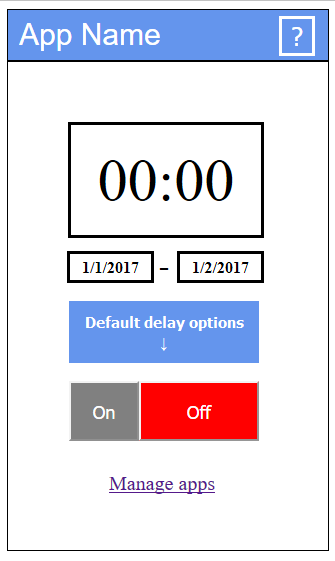 App Name ?
00:00
1/1/2017 – 1/2/2017
Default delay options
↓
On Off
Manage apps